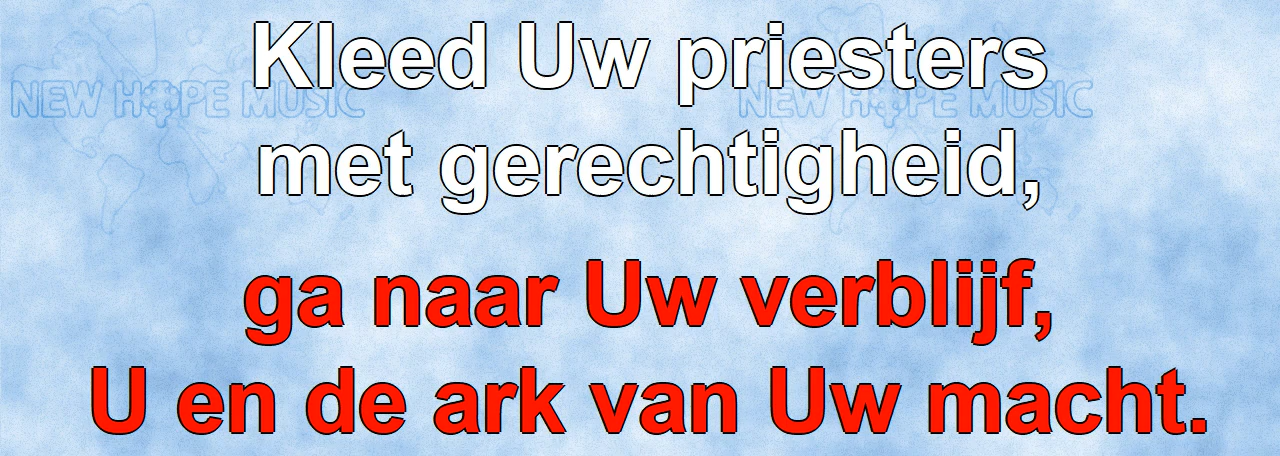 Kleed Uw priesters
NEW HOPE MUSIC NEW HOPE MUSIC
met gerechtigheid,
ga naar Uw verblijf,
U en de ark van Uw macht.